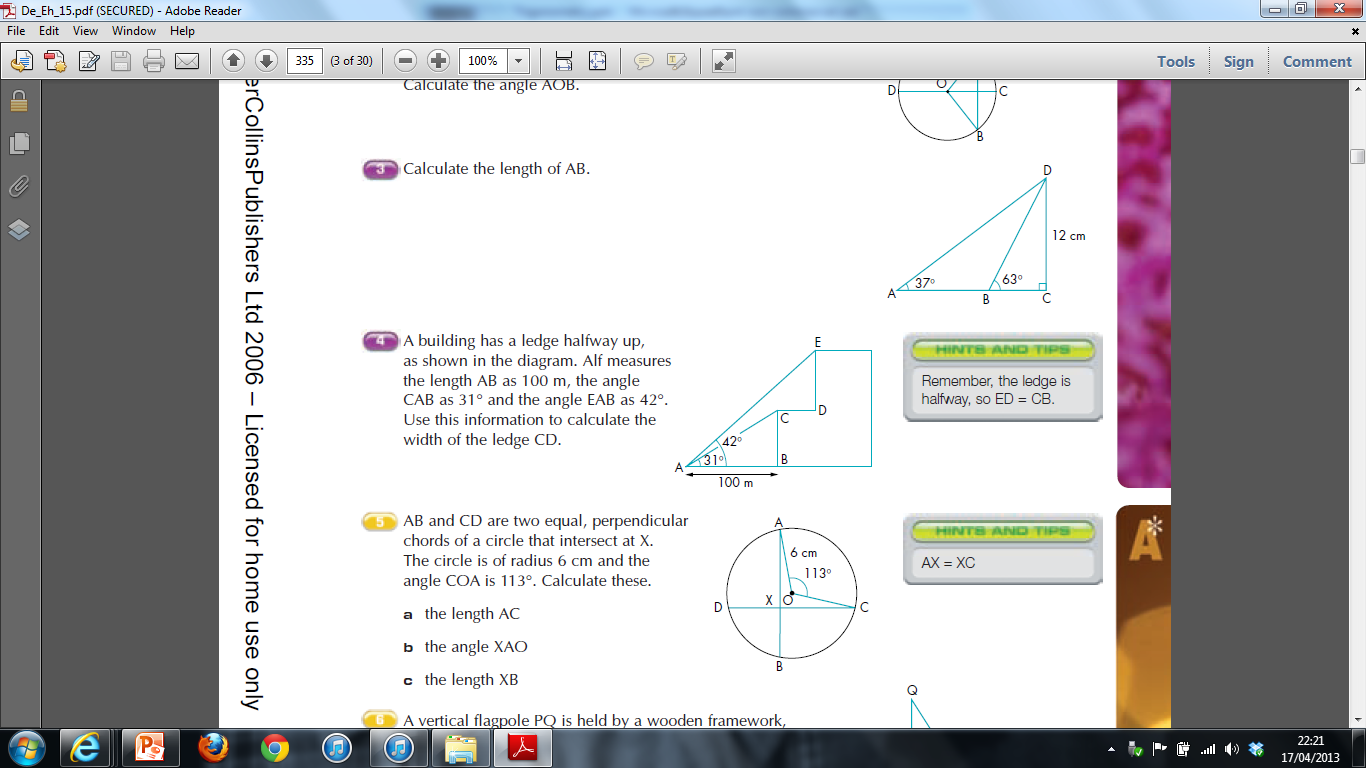 De_Eh_15.pdf (SECURED) - Adobe Reader
File Edit View Window Help
335 (3 of 30) 100% Tools Sign Comment
erCollinsPublishers Ltd 2006 – Licensed for home use only
Calculate the angle AOB.
D
O
C
B
3 Calculate the length of AB.
D
12 cm
37°
63°
A
B
C
4 A building has a ledge halfway up,
as shown in the diagram. Alf measures
the length AB as 100 m, the angle
CAB as 31° and the angle EAB as 42°.
Use this information to calculate the
width of the ledge CD.
E
C
D
42°
31°
A
B
100 m
HINTS AND TIPS
Remember, the ledge is
halfway, so ED = CB.
5 AB and CD are two equal, perpendicular
chords of a circle that intersect at X.
The circle is of radius 6 cm and the
angle COA is 113°. Calculate these.
a the length AC
b the angle XAO
c the length XB
A
6 cm
113°
D
X
O
C
B
HINTS AND TIPS
AX = XC
A*
6 A vertical flagpole PQ is held by a wooden framework,
Q
22:21
17/04/2013